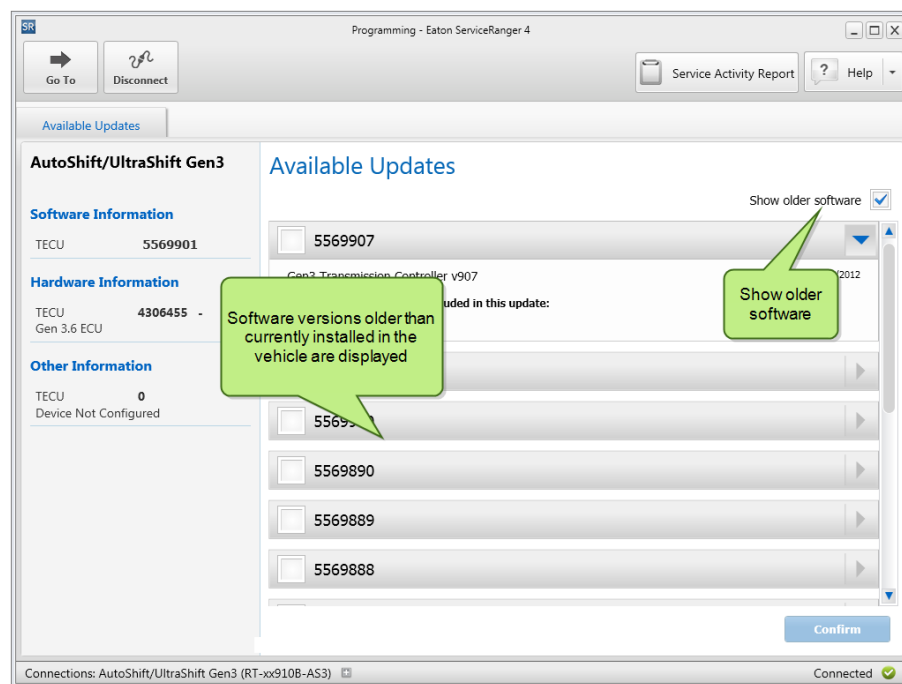 SR
Programming - Eaton ServiceRanger 4
Go To
Disconnect
Service Activity Report
? Help
Available Updates
AutoShift/UltraShift Gen3
Software Information
TECU 5569901
Hardware Information
TECU 4306455 -
Gen 3.6 ECU
Other Information
TECU 0
Device Not Configured
Available Updates
Show older software
5569907
Gen3 Transmission Controller v907
/2012
in this update:
Show older
software
Software versions older than
currently installed in the
vehicle are displayed
5569890
5569889
5569888
Confirm
Connections: AutoShift/UltraShift Gen3 (RT-xx910B-AS3)
Connected